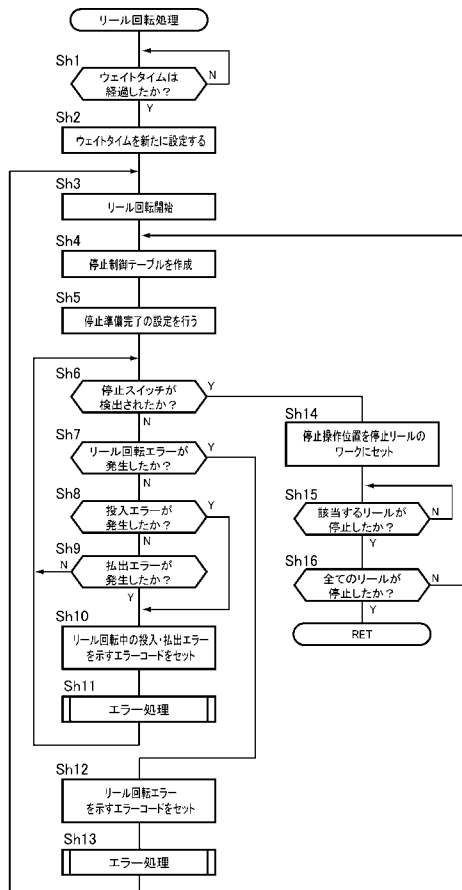 リール回転処理
Sh1
ウェイトタイムは
経過したか？
N
Y
Sh2
ウェイトタイムを新たに設定する
Sh3
リール回転開始
Sh4
停止制御テーブルを作成
Sh5
停止準備完了の設定を行う
Sh6
停止スイッチが
検出されたか？
Y
N
Sh7
リール回転エラーが
発生したか？
Y
N
Sh8
投入エラーが
発生したか？
Y
N
Sh9
払出エラーが
発生したか？
N
Y
Sh10
リール回転中の投入・払出エラー
を示すエラーコードをセット
Sh11
エラー処理
Sh12
リール回転エラー
を示すエラーコードをセット
Sh13
エラー処理
Sh14
停止操作位置を停止リールの
ワークにセット
Sh15
該当するリールが
停止したか？
N
Y
Sh16
全てのリールが
停止したか？
N
Y
RET